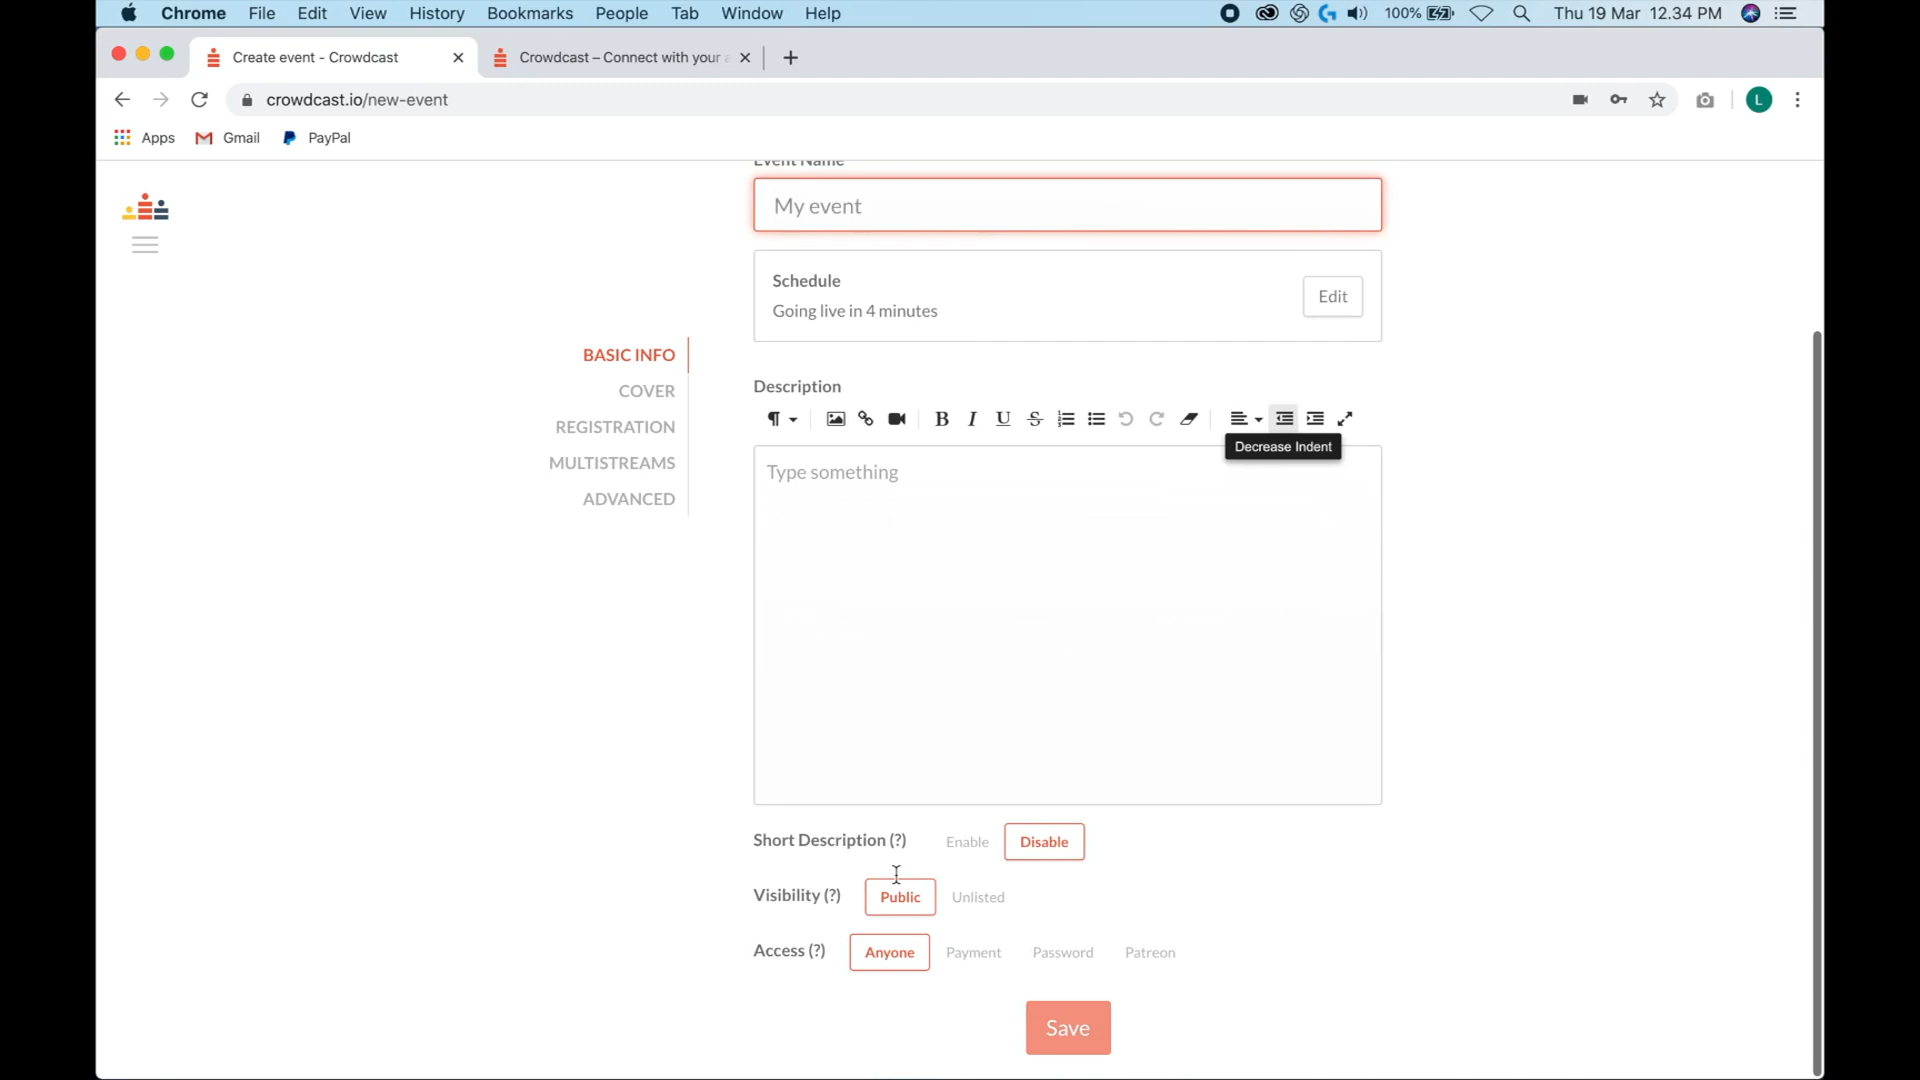 Chrome File Edit View History Bookmarks People Tab Window Help 100% Thu 19 Mar 12.34 PM
Create event - Crowdcast Crowdcast – Connect with your a
crowdcast.io/new-event L
Apps Gmail PayPal
Event Name
My event
Schedule
Going live in 4 minutes
Edit
BASIC INFO
COVER
REGISTRATION
MULTISTREAMS
ADVANCED
Description
¶ B I U S
Decrease Indent
Type something
Short Description (?) Enable Disable
Visibility (?) Public Unlisted
Access (?) Anyone Payment Password Patreon
Save